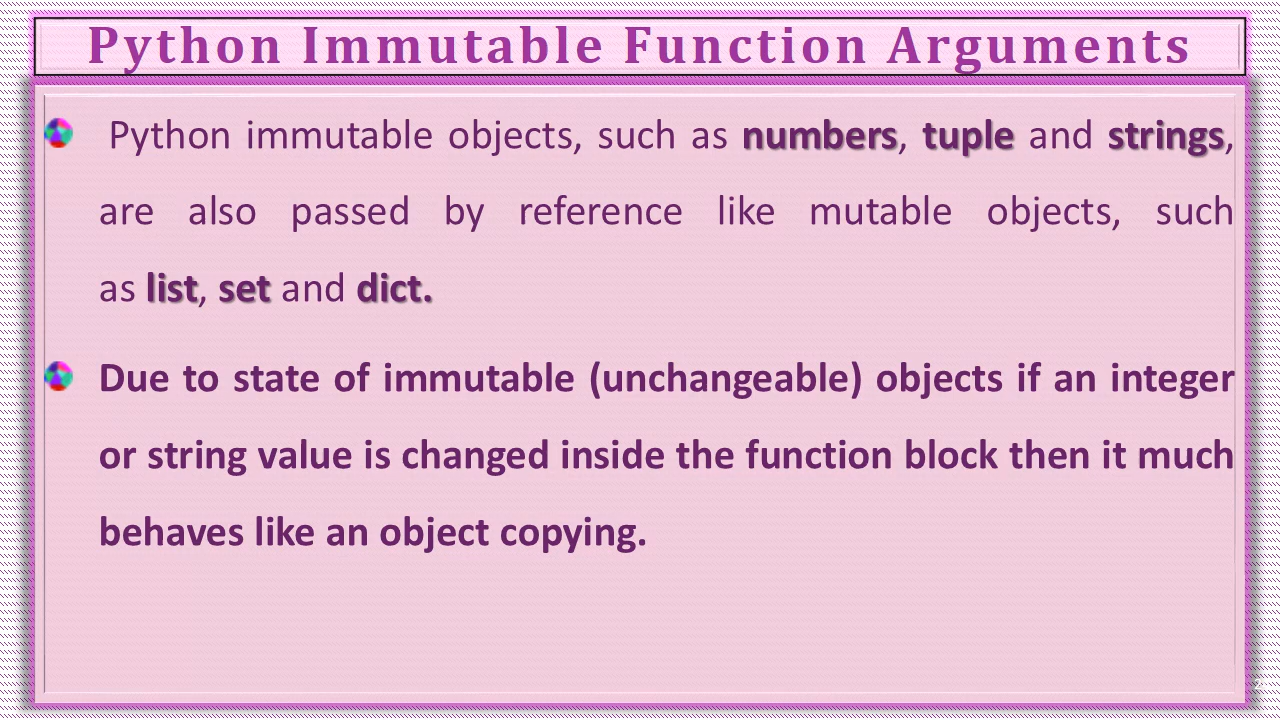 Python Immutable Function Arguments
Python immutable objects, such as numbers, tuple and strings,
are also passed by reference like mutable objects, such
as list, set and dict.
Due to state of immutable (unchangeable) objects if an integer
or string value is changed inside the function block then it much
behaves like an object copying.